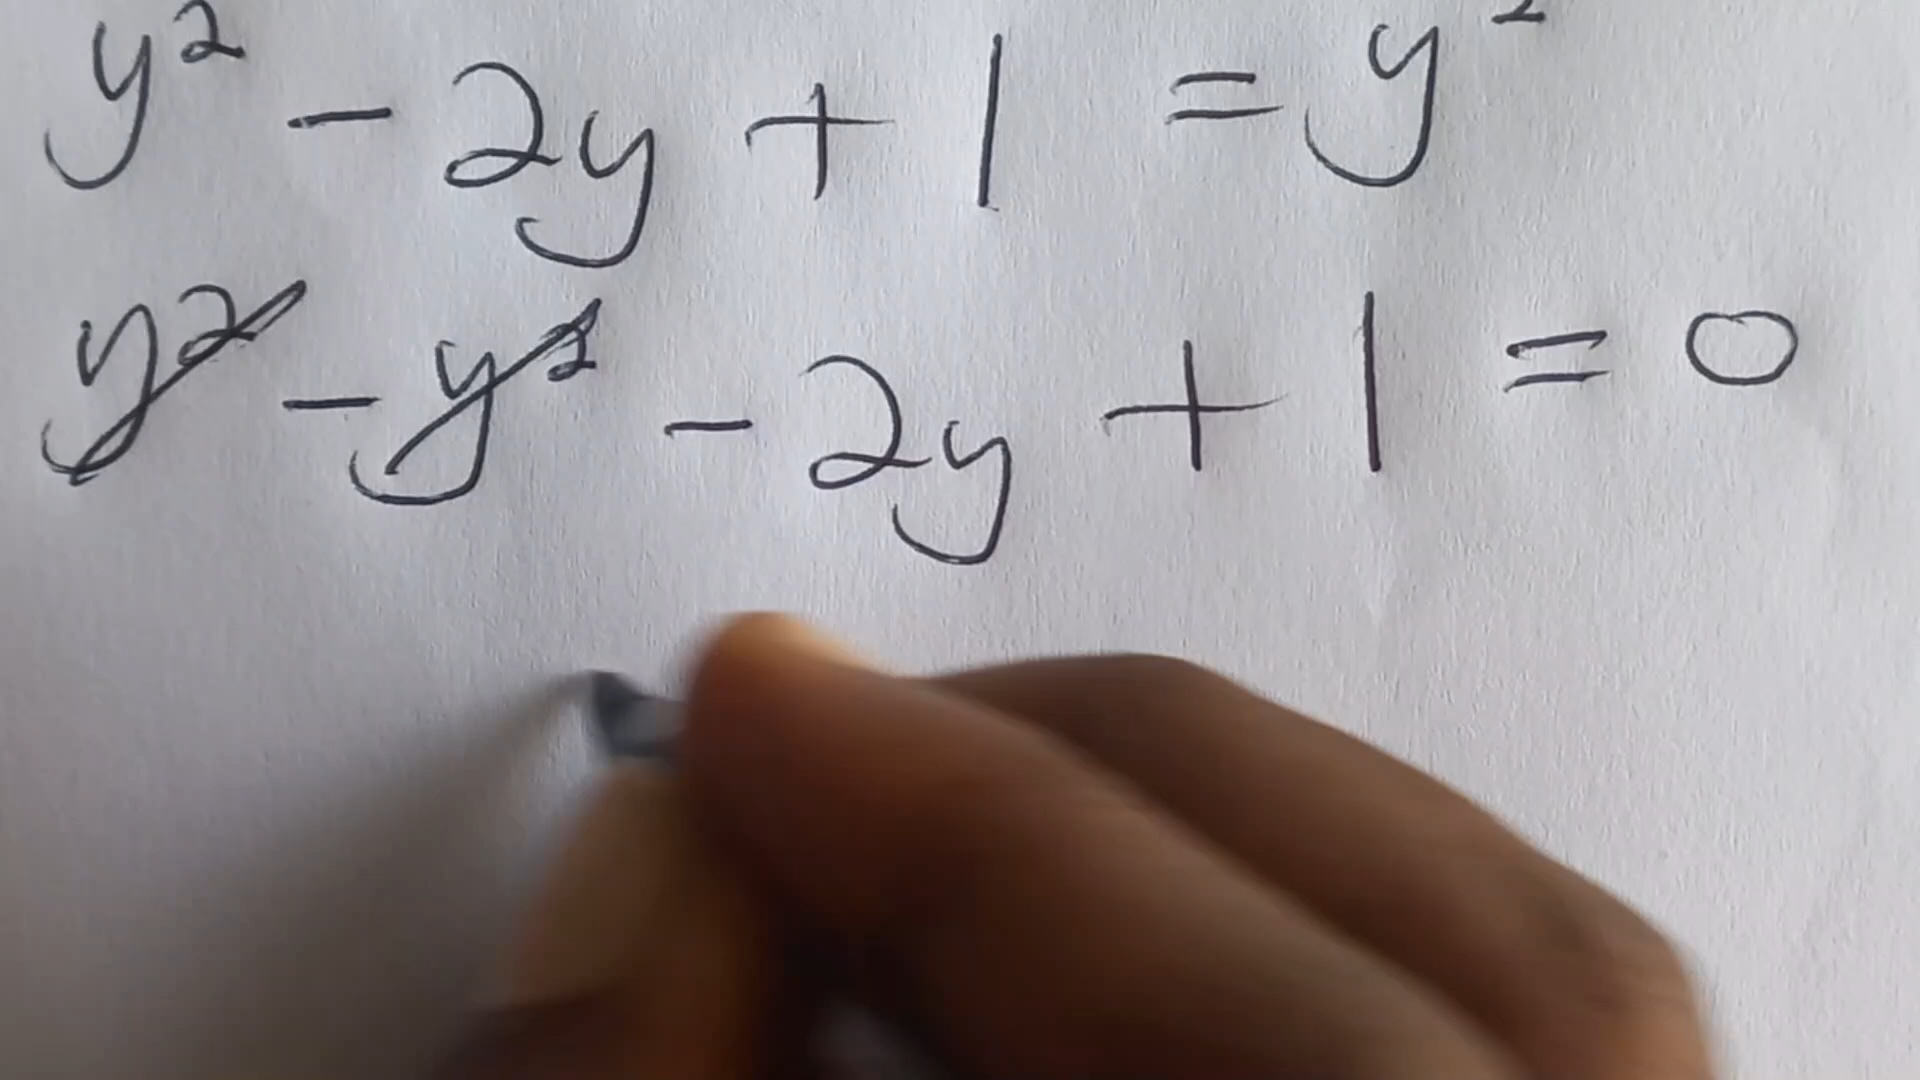 y² - 2y + 1 = y²
y² - y² - 2y + 1 = 0